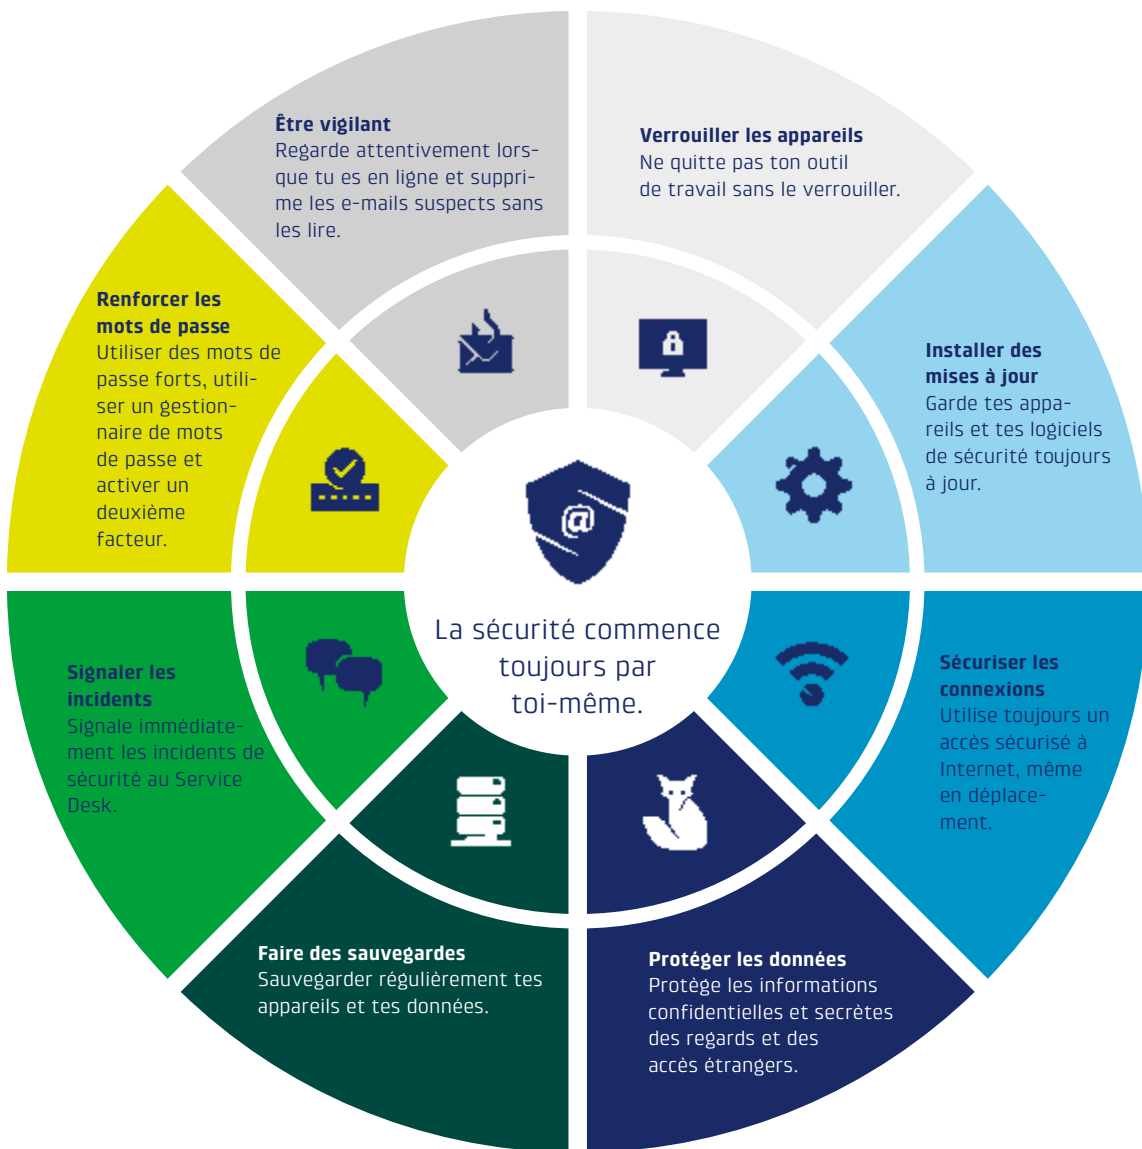 Être vigilant
Regarde attentivement lors-
que tu es en ligne et suppri-
me les e-mails suspects sans
les lire.
Verrouiller les appareils
Ne quitte pas ton outil
de travail sans le verrouiller.
Installer des
mises à jour
Garde tes appa-
reils et tes logiciels
de sécurité toujours
à jour.
Sécuriser les
connexions
Utilise toujours un
accès sécurisé à
Internet, même
en déplace-
ment.
Protéger les données
Protège les informations
confidentielles et secrètes
des regards et des
accès étrangers.
Faire des sauvegardes
Sauvegarder régulièrement tes
appareils et tes données.
Signaler les
incidents
Signale immédiate-
ment les incidents de
sécurité au Service
Desk.
Renforcer les
mots de passe
Utiliser des mots de
passe forts, utili-
ser un gestion-
naire de mots
de passe et
activer un
deuxième
facteur.
@
La sécurité commence
toujours par
toi-même.